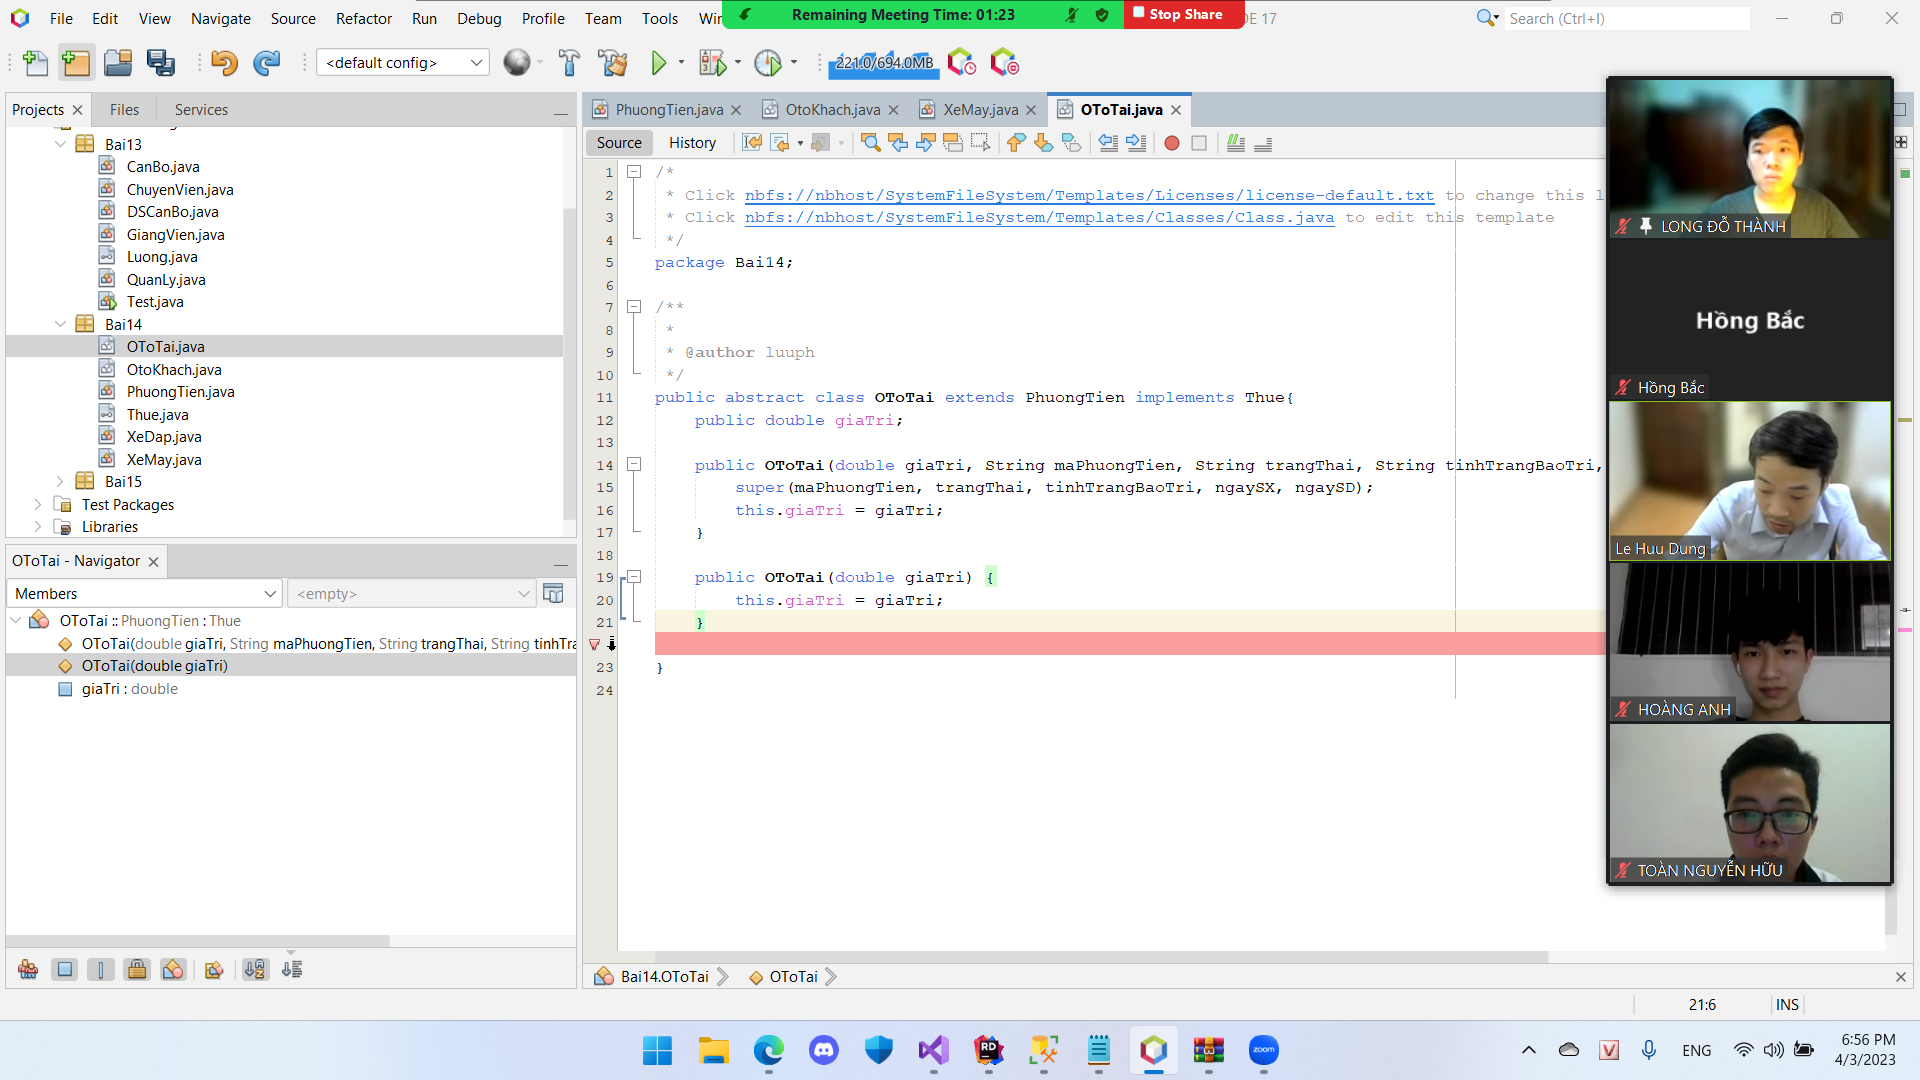 File Edit View Navigate Source Refactor Run Debug Profile Team Tools Wir
Remaining Meeting Time: 01:23
Stop Share
DE 17
Search (Ctrl+I)
<default config>
221.0/694.0MB
Projects Files Services
Bai13
CanBo.java
ChuyenVien.java
DSCanBo.java
GiangVien.java
Luong.java
QuanLy.java
Test.java
Bai14
OToTai.java
OtoKhach.java
PhuongTien.java
Thue.java
XeDap.java
XeMay.java
Bai15
Test Packages
Libraries
OToTai - Navigator
Members
<empty>
OToTai :: PhuongTien : Thue
OToTai(double giaTri, String maPhuongTien, String trangThai, String tinhTra
OToTai(double giaTri)
giaTri : double
PhuongTien.java OtoKhach.java XeMay.java OToTai.java
Source History
1 /*
2 * Click nbfs://nbhost/SystemFileSystem/Templates/Licenses/license-default.txt to change this l
3 * Click nbfs://nbhost/SystemFileSystem/Templates/Classes/Class.java to edit this template
4 */
5 package Bai14;
6
7 /**
8 *
9 * @author luuph
10 */
11 public abstract class OToTai extends PhuongTien implements Thue{
12 public double giaTri;
13
14 public OToTai(double giaTri, String maPhuongTien, String trangThai, String tinhTrangBaoTri,
15 super(maPhuongTien, trangThai, tinhTrangBaoTri, ngaySX, ngaySD);
16 this.giaTri = giaTri;
17 }
18
19 public OToTai(double giaTri) {
20 this.giaTri = giaTri;
21 }
23 }
24
Bai14.OToTai OToTai
21:6 INS
LONG ĐỖ THÀNH
Hồng Bắc
Hồng Bắc
Le Huu Dung
HOÀNG ANH
TOÀN NGUYỄN HỮU
RD
zoom
V
ENG
6:56 PM
4/3/2023